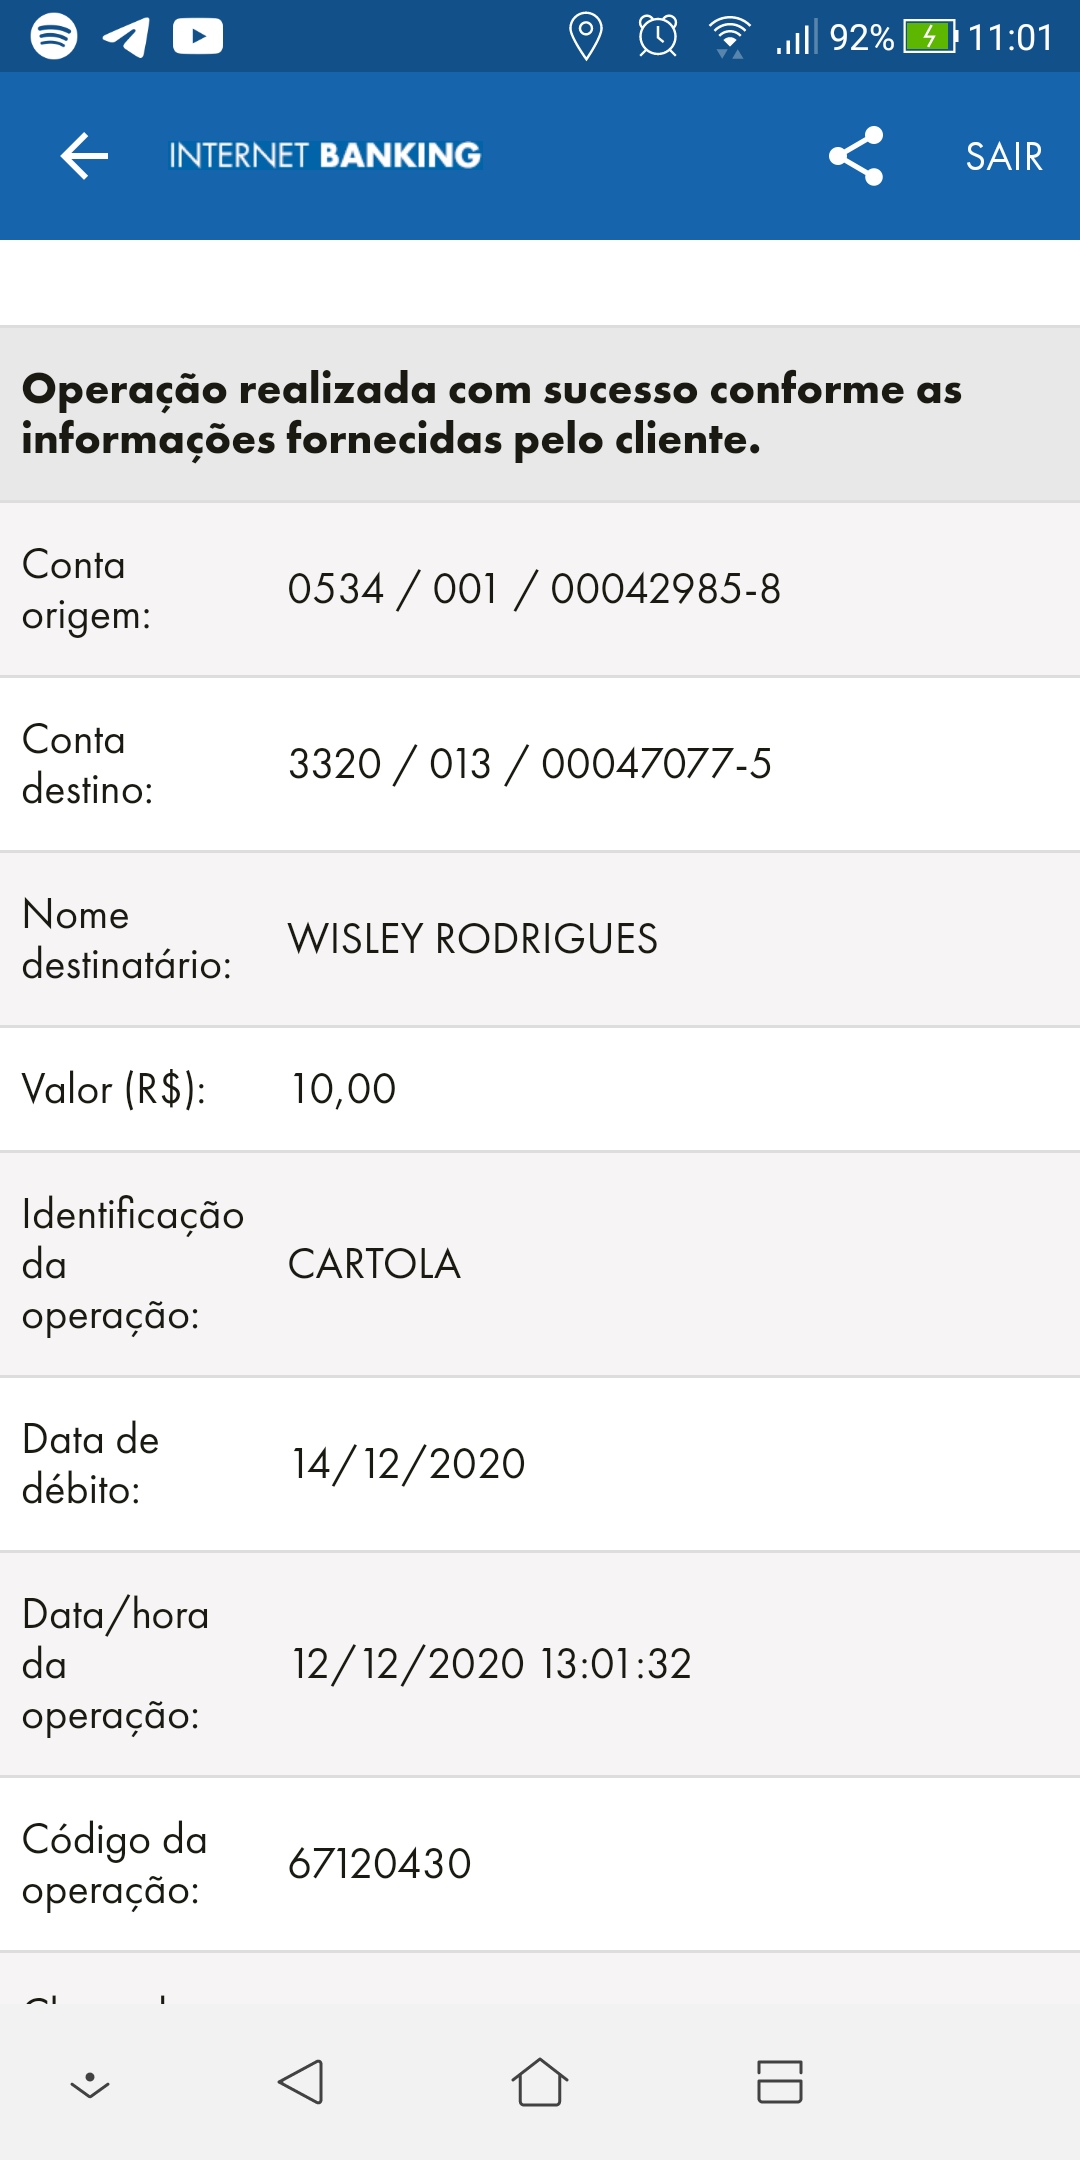 92% 11:01
INTERNET BANKING SAIR
Operação realizada com sucesso conforme as
informações fornecidas pelo cliente.
Conta
origem:
0534 / 001 / 00042985-8
Conta
destino:
3320 / 013 / 00047077-5
Nome
destinatário:
WISLEY RODRIGUES
Valor (R$): 10,00
Identificação
da
operação:
CARTOLA
Data de
débito:
14/12/2020
Data/hora
da
operação:
12/12/2020 13:01:32
Código da
operação:
67120430